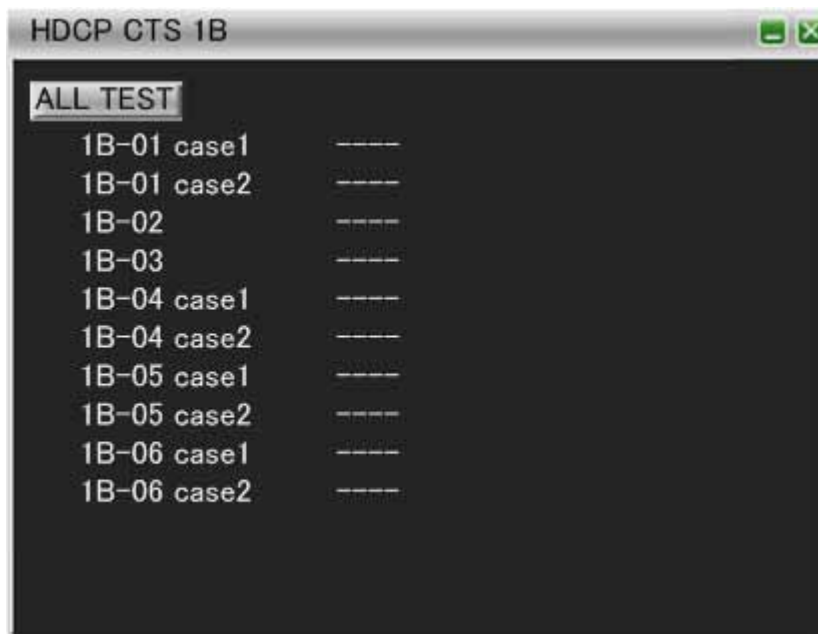 HDCP CTS 1B
ALL TEST
1B-01 case1 ----
1B-01 case2 ----
1B-02 ----
1B-03 ----
1B-04 case1 ----
1B-04 case2 ----
1B-05 case1 ----
1B-05 case2 ----
1B-06 case1 ----
1B-06 case2 ----